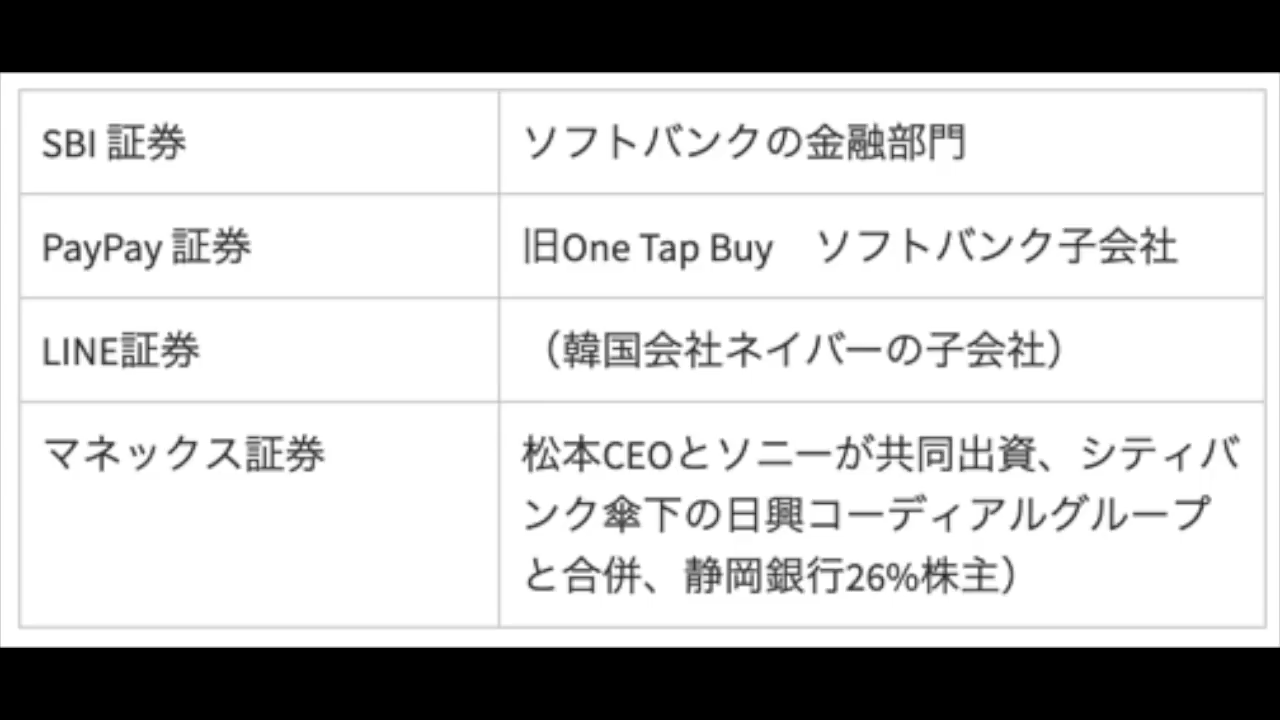 SBI 証券
ソフトバンクの金融部門
PayPay 証券
旧One Tap Buy　ソフトバンク子会社
LINE証券
（韓国会社ネイバーの子会社）
マネックス証券
松本CEOとソニーが共同出資、シティバ
ンク傘下の日興コーディアルグループ
と合併、静岡銀行26%株主）